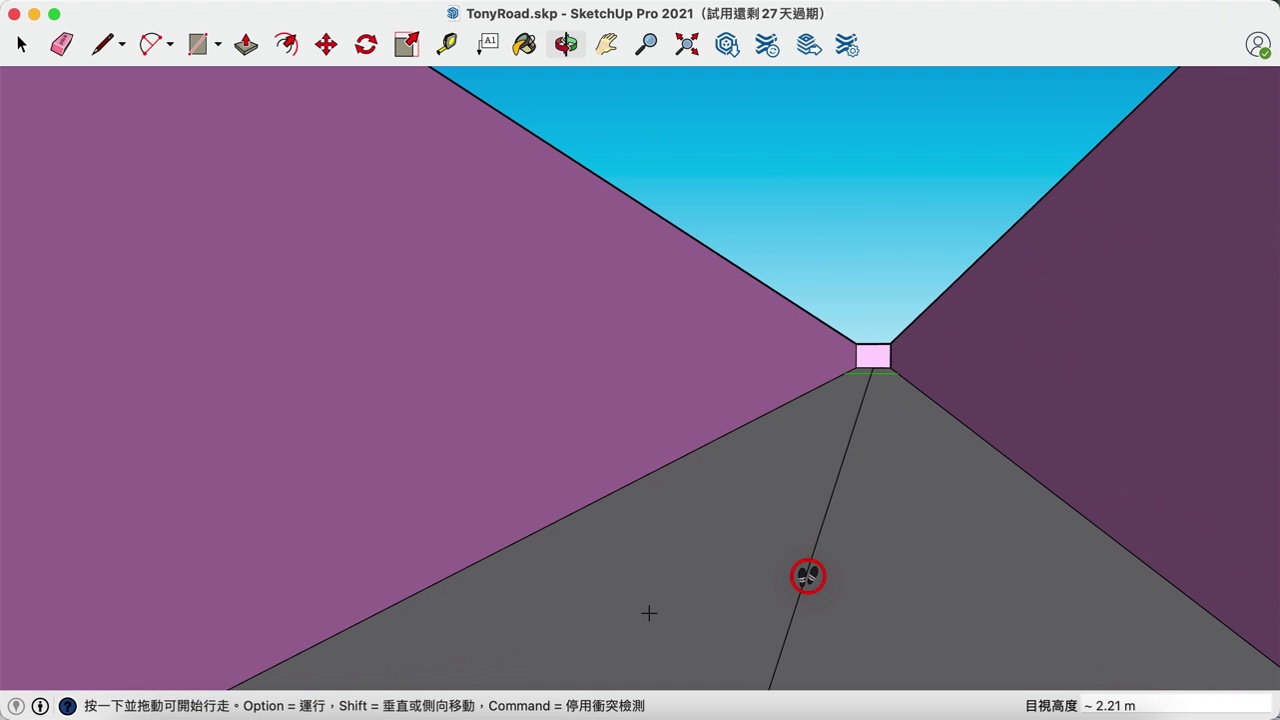 TonyRoad.skp - SketchUp Pro 2021（試用還剩 27 天過期）
A1
按一下並拖動可開始行走。Option = 運行，Shift = 垂直或側向移動，Command = 停用衝突檢測
目視高度 ~ 2.21 m